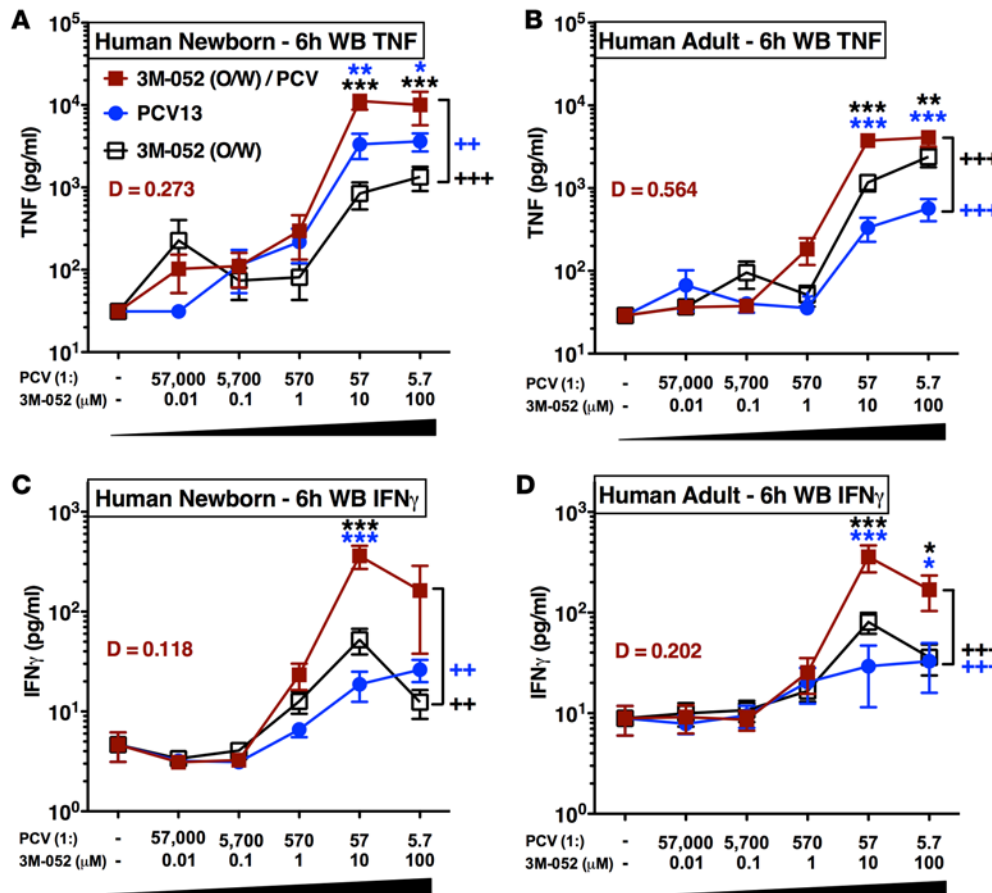 A
Human Newborn - 6h WB TNF
3M-052 (O/W) / PCV
PCV13
3M-052 (O/W)
** *
*** ***
++
+++
D = 0.273
TNF (pg/ml)
10⁵
10⁴
10³
10²
10¹
PCV (1:) - 57,000 5,700 570 57 5.7
3M-052 (μM) - 0.01 0.1 1 10 100
B
Human Adult - 6h WB TNF
*** **
*** ***
+++
+++
D = 0.564
TNF (pg/ml)
10⁵
10⁴
10³
10²
10¹
PCV (1:) - 57,000 5,700 570 57 5.7
3M-052 (μM) - 0.01 0.1 1 10 100
C
Human Newborn - 6h WB IFNγ
***
***
++
++
D = 0.118
IFNγ (pg/ml)
10³
10²
10¹
10⁰
PCV (1:) - 57,000 5,700 570 57 5.7
3M-052 (μM) - 0.01 0.1 1 10 100
D
Human Adult - 6h WB IFNγ
*** *
*** *
+++
+++
D = 0.202
IFNγ (pg/ml)
10³
10²
10¹
10⁰
PCV (1:) - 57,000 5,700 570 57 5.7
3M-052 (μM) - 0.01 0.1 1 10 100